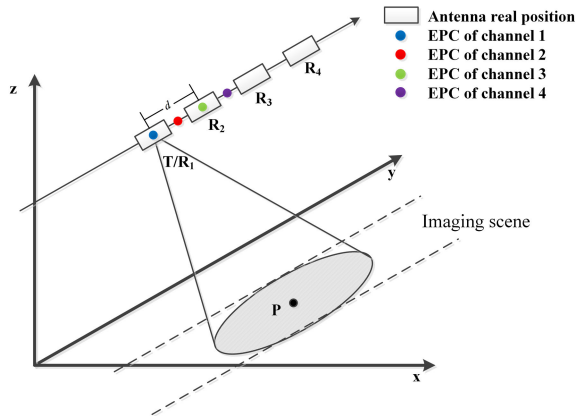 Antenna real position
EPC of channel 1
EPC of channel 2
EPC of channel 3
EPC of channel 4
R4
R3
d
R2
T/R1
z
y
Imaging scene
P
x